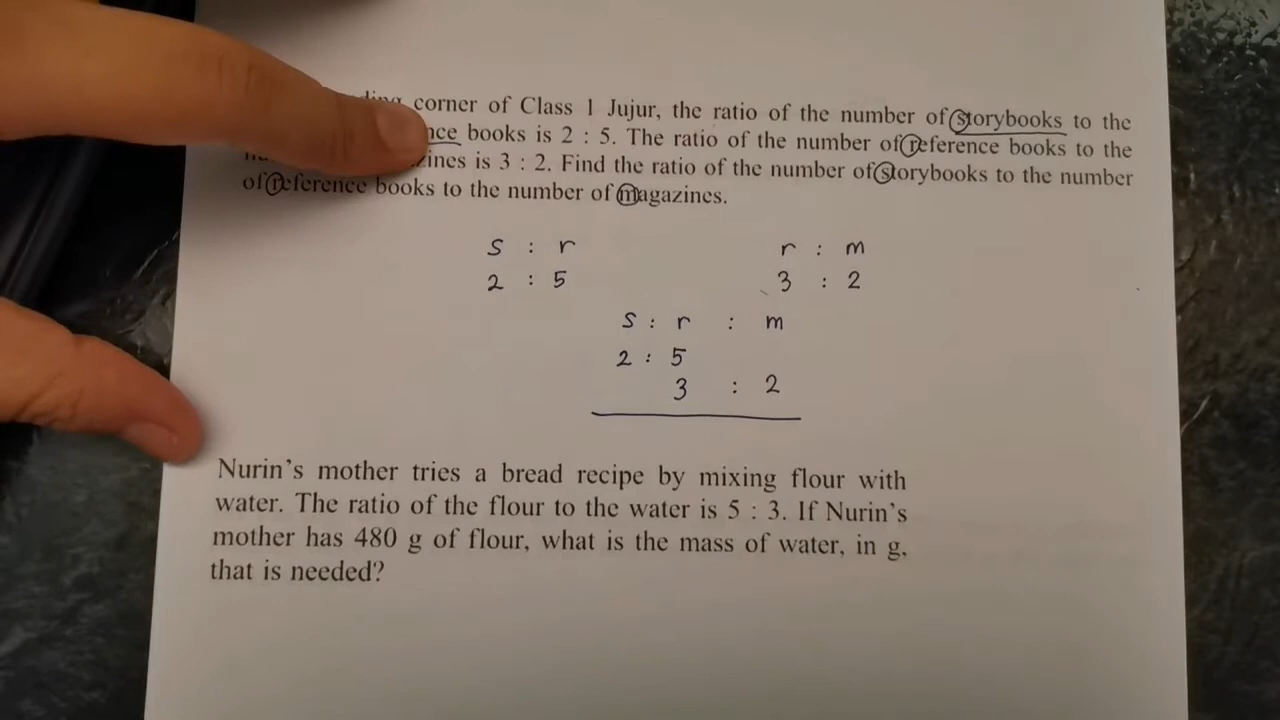 corner of Class 1 Jujur, the ratio of the number of storybooks to the
books is 2 : 5. The ratio of the number of reference books to the
is 3 : 2. Find the ratio of the number of storybooks to the number
of reference books to the number of magazines.
s : r r : m
2 : 5 3 : 2
s : r : m
2 : 5
3 : 2
Nurin's mother tries a bread recipe by mixing flour with
water. The ratio of the flour to the water is 5 : 3. If Nurin's
mother has 480 g of flour, what is the mass of water, in g,
that is needed?